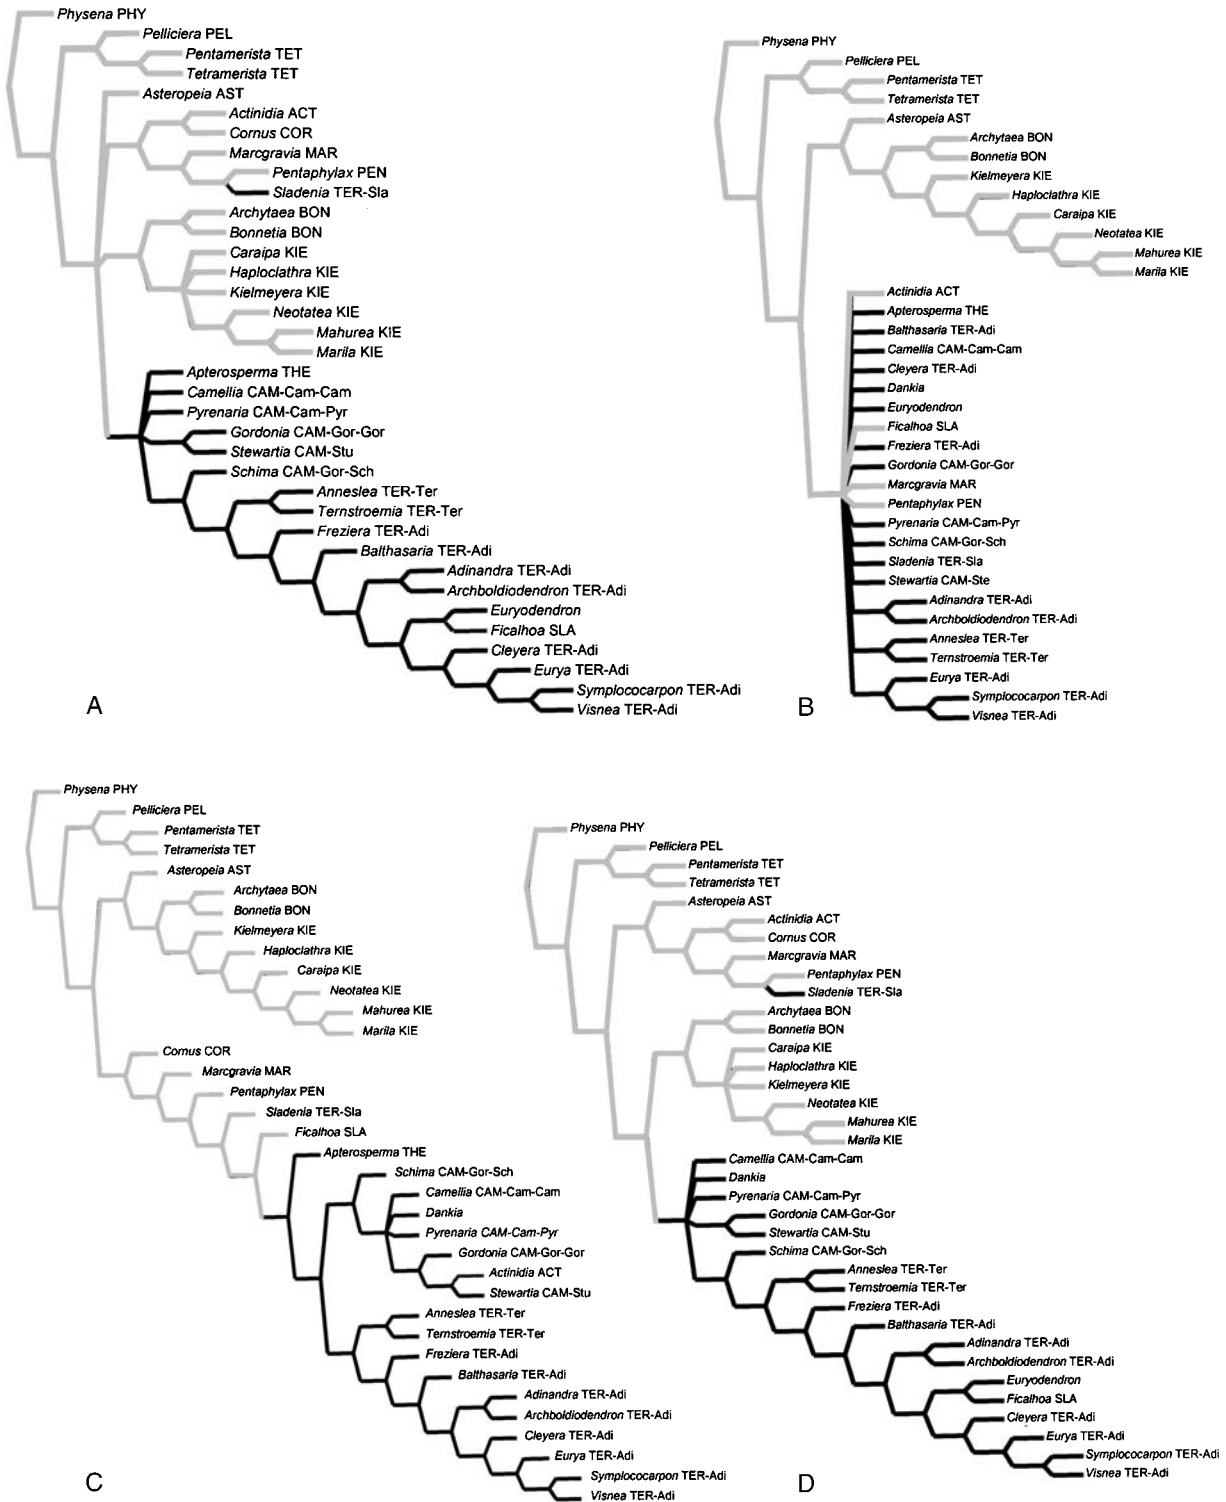 Physena PHY
Pelliciera PEL
Pentamerista TET
Tetramerista TET
Asteropeia AST
Actinidia ACT
Cornus COR
Marcgravia MAR
Pentaphylax PEN
Sladenia TER-Sla
Archytaea BON
Bonnetia BON
Caraipa KIE
Haploclathra KIE
Kielmeyera KIE
Neotatea KIE
Mahurea KIE
Marila KIE
Apterosperma THE
Camellia CAM-Cam-Cam
Pyrenaria CAM-Cam-Pyr
Gordonia CAM-Gor-Gor
Stewartia CAM-Stu
Schima CAM-Gor-Sch
Anneslea TER-Ter
Ternstroemia TER-Ter
Freziera TER-Adi
Balthasaria TER-Adi
Adinandra TER-Adi
Archboldiodendron TER-Adi
Euryodendron
Ficalhoa SLA
Cleyera TER-Adi
Eurya TER-Adi
Symplococarpon TER-Adi
Visnea TER-Adi
A
Physena PHY
Pelliciera PEL
Pentamerista TET
Tetramerista TET
Asteropeia AST
Archytaea BON
Bonnetia BON
Kielmeyera KIE
Haploclathra KIE
Caraipa KIE
Neotatea KIE
Mahurea KIE
Marila KIE
Actinidia ACT
Apterosperma THE
Balthasaria TER-Adi
Camellia CAM-Cam-Cam
Cleyera TER-Adi
Dankia
Euryodendron
Ficalhoa SLA
Freziera TER-Adi
Gordonia CAM-Gor-Gor
Marcgravia MAR
Pentaphylax PEN
Pyrenaria CAM-Cam-Pyr
Schima CAM-Gor-Sch
Sladenia TER-Sla
Stewartia CAM-Ste
Adinandra TER-Adi
Archboldiodendron TER-Adi
Anneslea TER-Ter
Ternstroemia TER-Ter
Eurya TER-Adi
Symplococarpon TER-Adi
Visnea TER-Adi
B
Physena PHY
Pelliciera PEL
Pentamerista TET
Tetramerista TET
Asteropeia AST
Archytaea BON
Bonnetia BON
Kielmeyera KIE
Haploclathra KIE
Caraipa KIE
Neotatea KIE
Mahurea KIE
Marila KIE
Cornus COR
Marcgravia MAR
Pentaphylax PEN
Sladenia TER-Sla
Ficalhoa SLA
Apterosperma THE
Schima CAM-Gor-Sch
Camellia CAM-Cam-Cam
Dankia
Pyrenaria CAM-Cam-Pyr
Gordonia CAM-Gor-Gor
Actinidia ACT
Stewartia CAM-Stu
Anneslea TER-Ter
Ternstroemia TER-Ter
Freziera TER-Adi
Balthasaria TER-Adi
Adinandra TER-Adi
Archboldiodendron TER-Adi
Cleyera TER-Adi
Eurya TER-Adi
Symplococarpon TER-Adi
Visnea TER-Adi
C
Physena PHY
Pelliciera PEL
Pentamerista TET
Tetramerista TET
Asteropeia AST
Actinidia ACT
Cornus COR
Marcgravia MAR
Pentaphylax PEN
Sladenia TER-Sla
Archytaea BON
Bonnetia BON
Caraipa KIE
Haploclathra KIE
Kielmeyera KIE
Neotatea KIE
Mahurea KIE
Marila KIE
Camellia CAM-Cam-Cam
Dankia
Pyrenaria CAM-Cam-Pyr
Gordonia CAM-Gor-Gor
Stewartia CAM-Stu
Schima CAM-Gor-Sch
Anneslea TER-Ter
Ternstroemia TER-Ter
Freziera TER-Adi
Balthasaria TER-Adi
Adinandra TER-Adi
Archboldiodendron TER-Adi
Euryodendron
Ficalhoa SLA
Cleyera TER-Adi
Eurya TER-Adi
Symplococarpon TER-Adi
Visnea TER-Adi
D